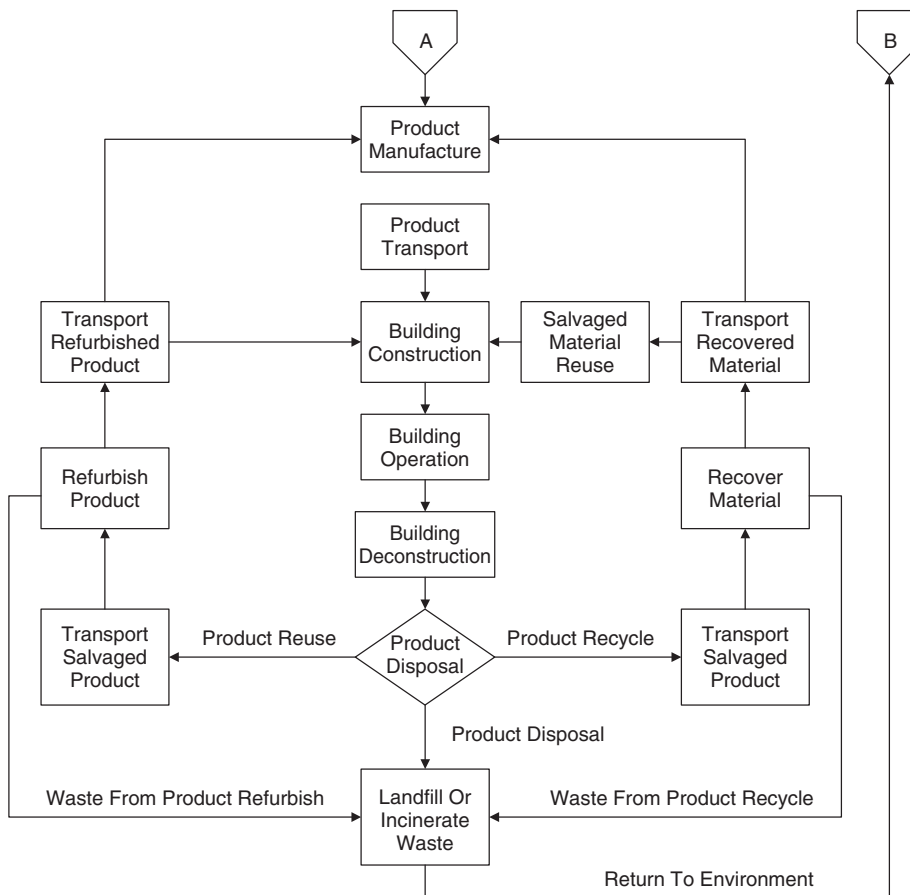 A
B
Product
Manufacture
Product
Transport
Transport
Refurbished
Product
Building
Construction
Salvaged
Material
Reuse
Transport
Recovered
Material
Building
Operation
Refurbish
Product
Recover
Material
Building
Deconstruction
Transport
Salvaged
Product
Product Reuse
Product
Disposal
Product Recycle
Transport
Salvaged
Product
Product Disposal
Waste From Product Refurbish
Landfill Or
Incinerate
Waste
Waste From Product Recycle
Return To Environment